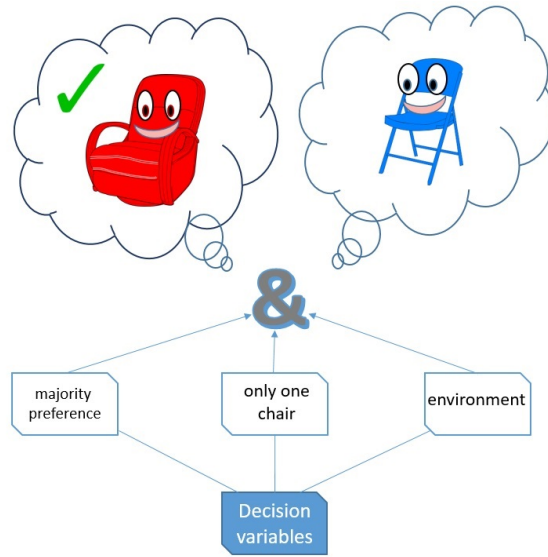 &
majority
preference
only one
chair
environment
Decision
variables